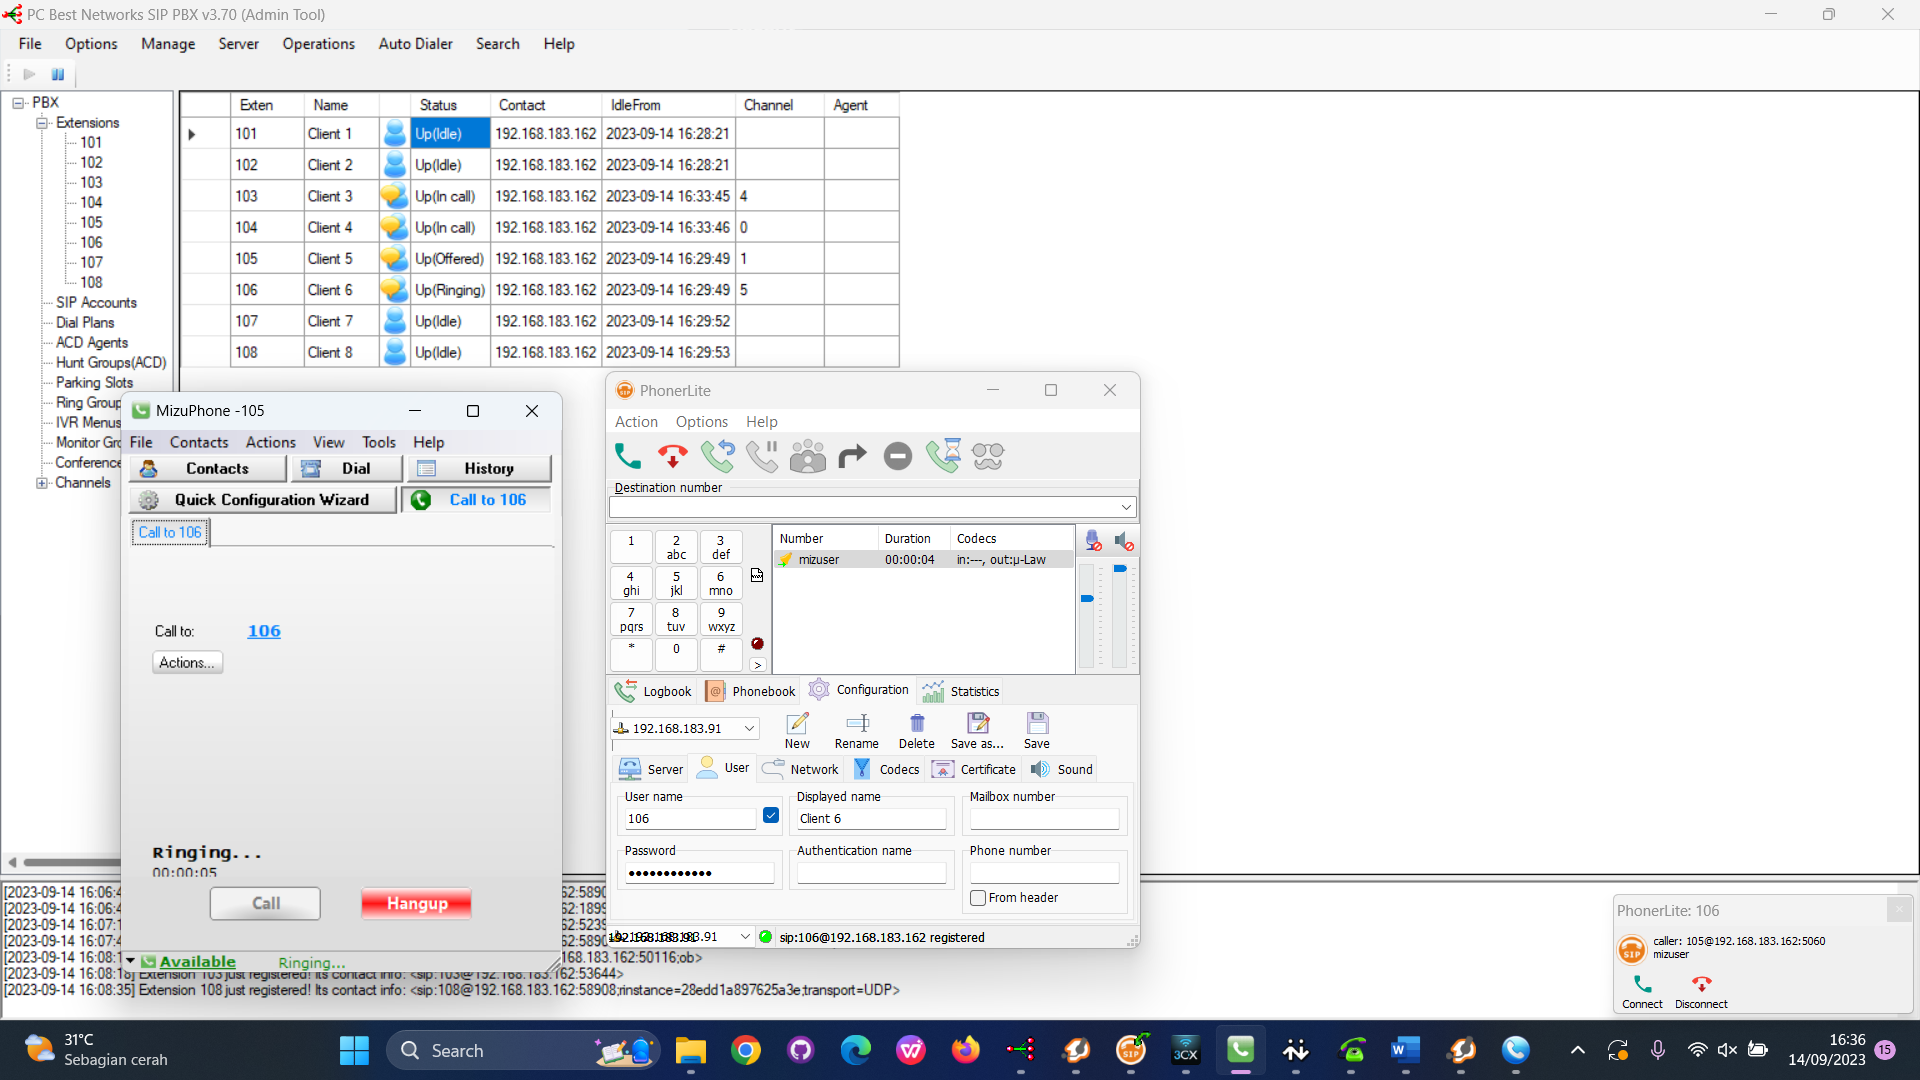 PC Best Networks SIP PBX v3.70 (Admin Tool)
File Options Manage Server Operations Auto Dialer Search Help
PBX
Extensions
101
102
103
104
105
106
107
108
SIP Accounts
Dial Plans
ACD Agents
Hunt Groups(ACD)
Parking Slots
Ring Group
IVR Menus
Monitor Gro
Conference
Channels
Exten Name Status Contact IdleFrom Channel Agent
101 Client 1 Up(Idle) 192.168.183.162 2023-09-14 16:28:21
102 Client 2 Up(Idle) 192.168.183.162 2023-09-14 16:28:21
103 Client 3 Up(In call) 192.168.183.162 2023-09-14 16:33:45 4
104 Client 4 Up(In call) 192.168.183.162 2023-09-14 16:33:46 0
105 Client 5 Up(Offered) 192.168.183.162 2023-09-14 16:29:49 1
106 Client 6 Up(Ringing) 192.168.183.162 2023-09-14 16:29:49 5
107 Client 7 Up(Idle) 192.168.183.162 2023-09-14 16:29:52
108 Client 8 Up(Idle) 192.168.183.162 2023-09-14 16:29:53
MizuPhone -105
File Contacts Actions View Tools Help
Contacts Dial History
Quick Configuration Wizard Call to 106
Call to 106
Call to: 106
Actions...
Ringing...
00:00:05
Call Hangup
Available Ringing...
PhonerLite
Action Options Help
Destination number
1 2 abc 3 def
4 ghi 5 jkl 6 mno
7 pqrs 8 tuv 9 wxyz
* 0 #
>
Number Duration Codecs
mizuser 00:00:04 in:---, out:µ-Law
Logbook Phonebook Configuration Statistics
192.168.183.91 New Rename Delete Save as... Save
Server User Network Codecs Certificate Sound
User name Displayed name Mailbox number
106 Client 6
Password Authentication name Phone number
••••••••••••
From header
192.168.183.91 sip:106@192.168.183.162 registered
[2023-09-14 16:06:4 62:5890
[2023-09-14 16:06:4 62:1899
[2023-09-14 16:07:1 62:5235
[2023-09-14 16:07:4 62:5890
[2023-09-14 16:08:1 168.183.162:50116;ob>
[2023-09-14 16:08:18] Extension 103 just registered! Its contact info: <sip:103@192.168.183.162:53644>
[2023-09-14 16:08:35] Extension 108 just registered! Its contact info: <sip:108@192.168.183.162:58908;rinstance=28edd1a897625a3e;transport=UDP>
PhonerLite: 106
caller: 105@192.168.183.162:5060
mizuser
Connect Disconnect
31°C
Sebagian cerah
Search
SIP
3CX
16:36
14/09/2023
15